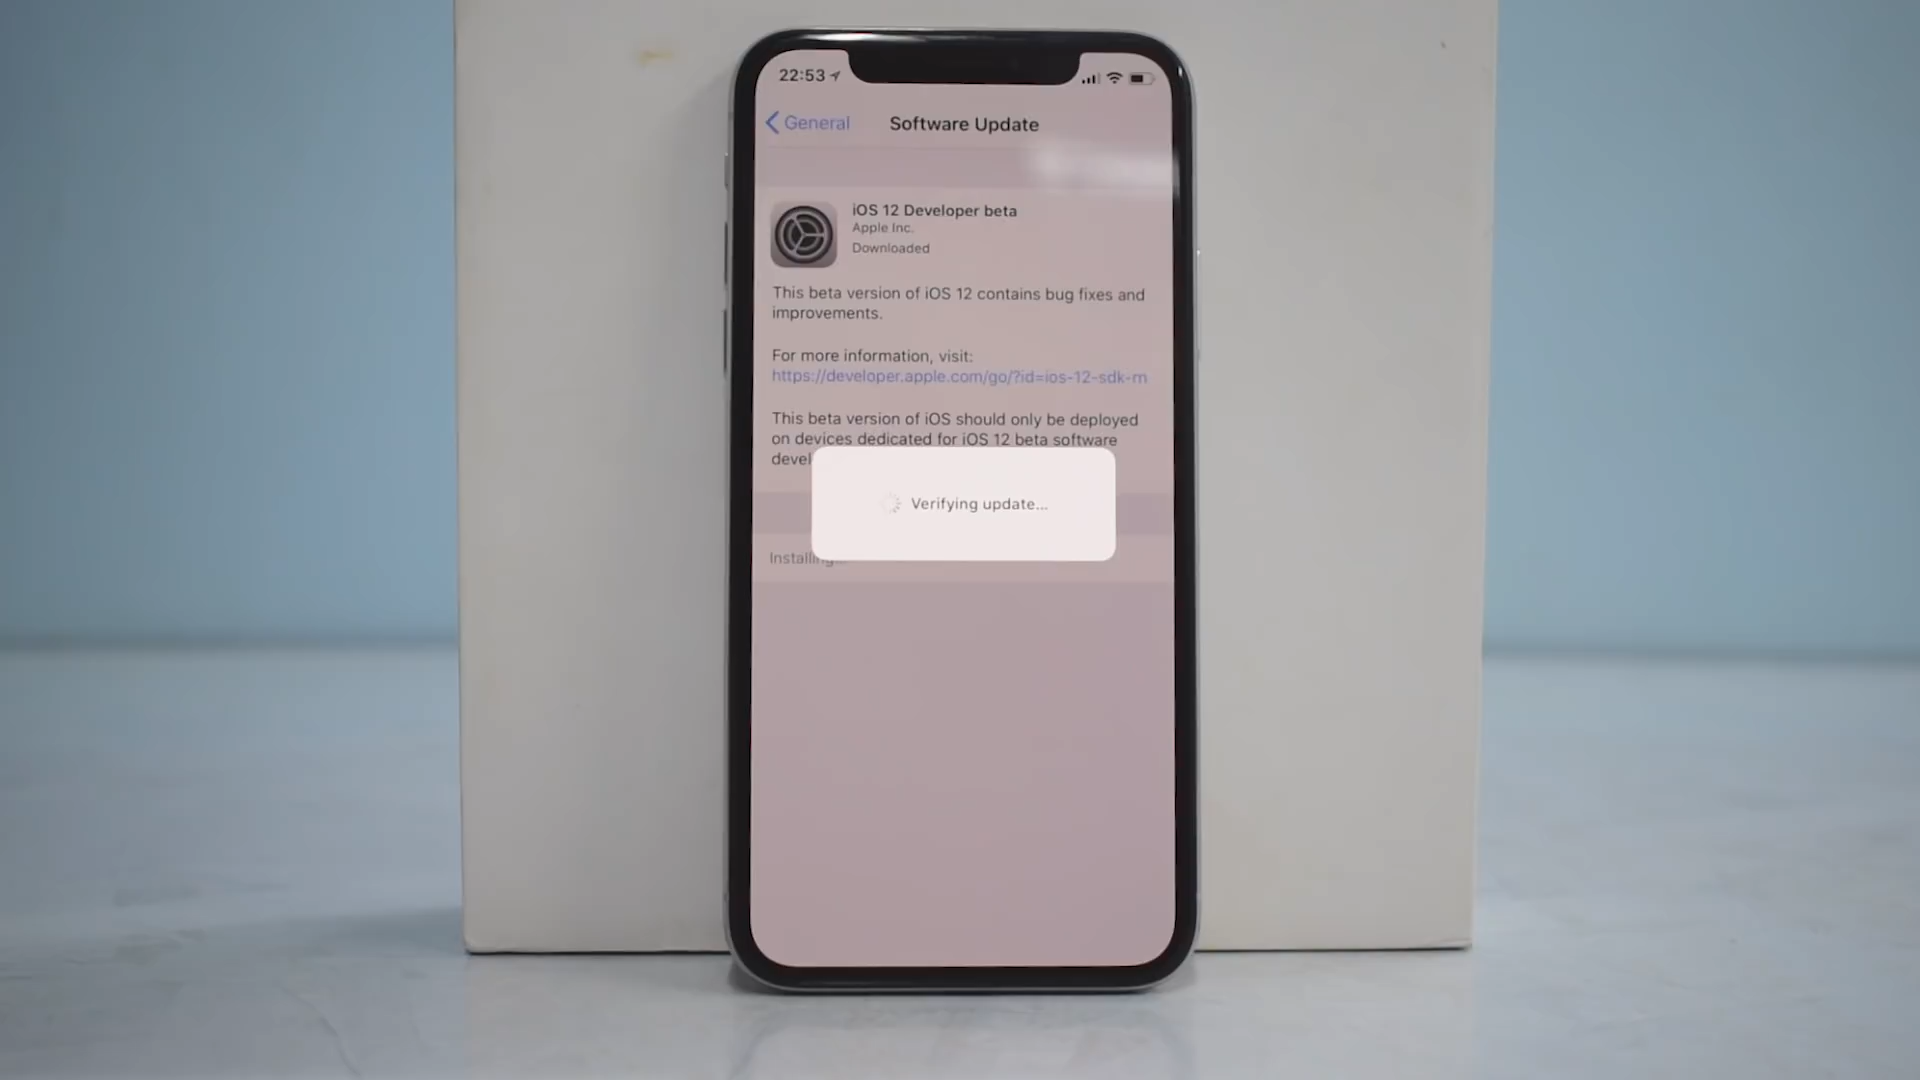 22:53
General
Software Update
iOS 12 Developer beta
Apple Inc.
Downloaded
This beta version of iOS 12 contains bug fixes and
improvements.
For more information, visit:
https://developer.apple.com/go/?id=ios-12-sdk-m
This beta version of iOS should only be deployed
on devices dedicated for iOS 12 beta software
devel
Verifying update...
Installing...